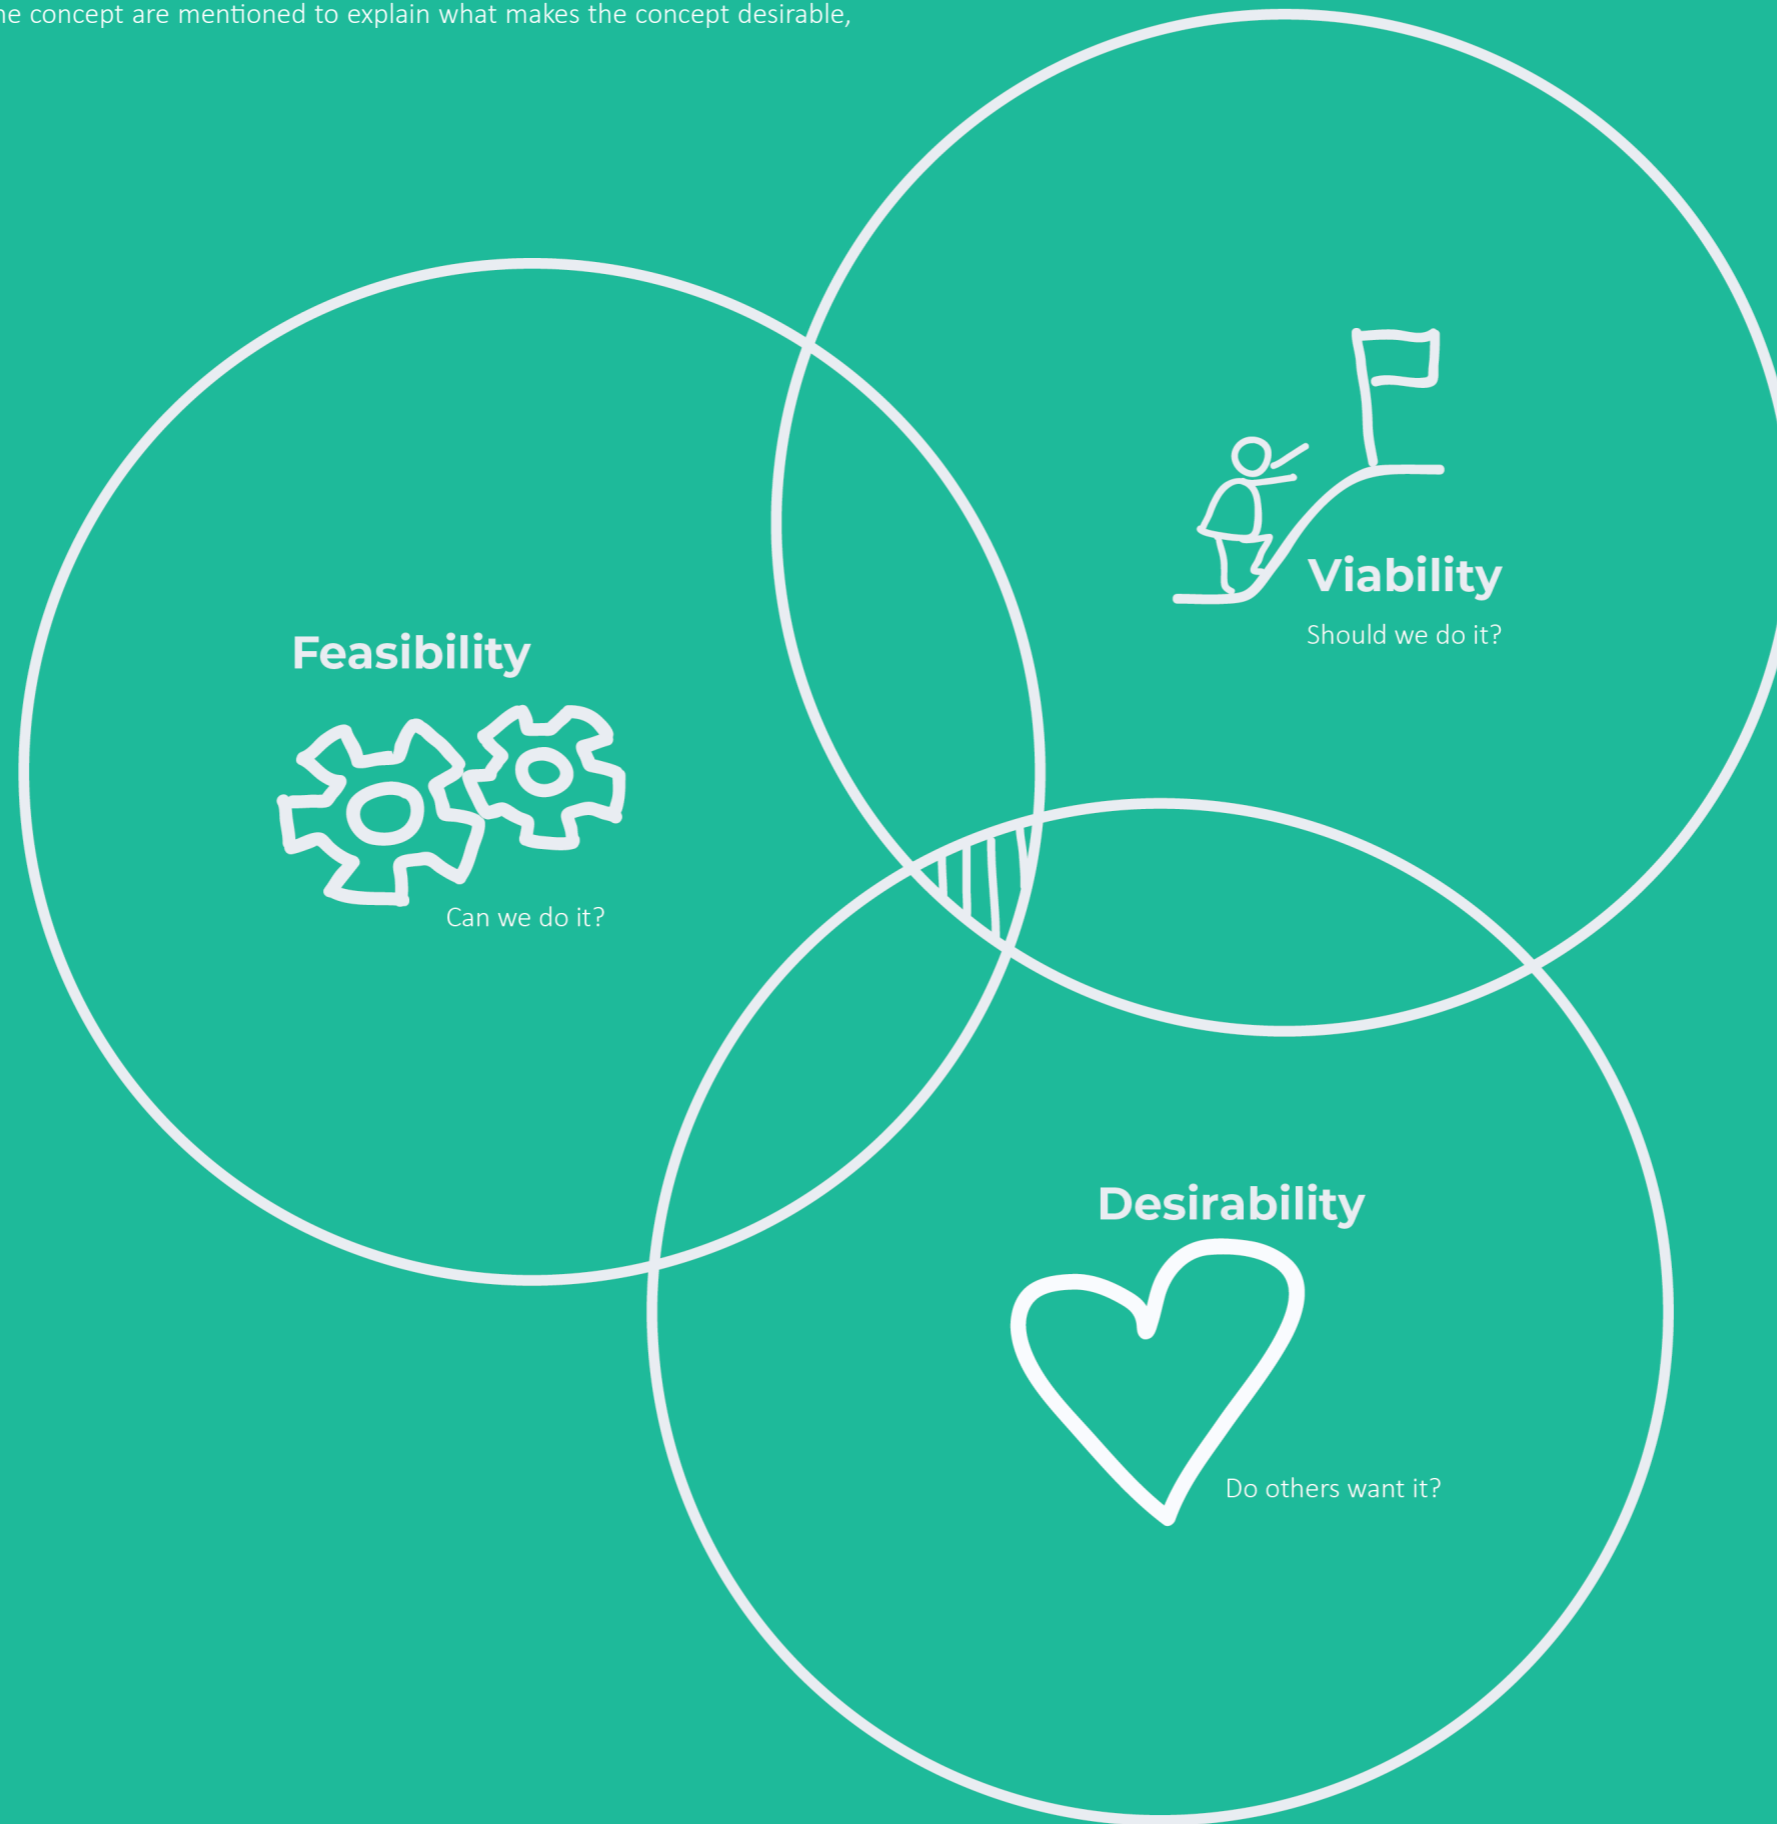 he concept are mentioned to explain what makes the concept desirable,
Viability
Should we do it?
Feasibility
Can we do it?
Desirability
Do others want it?